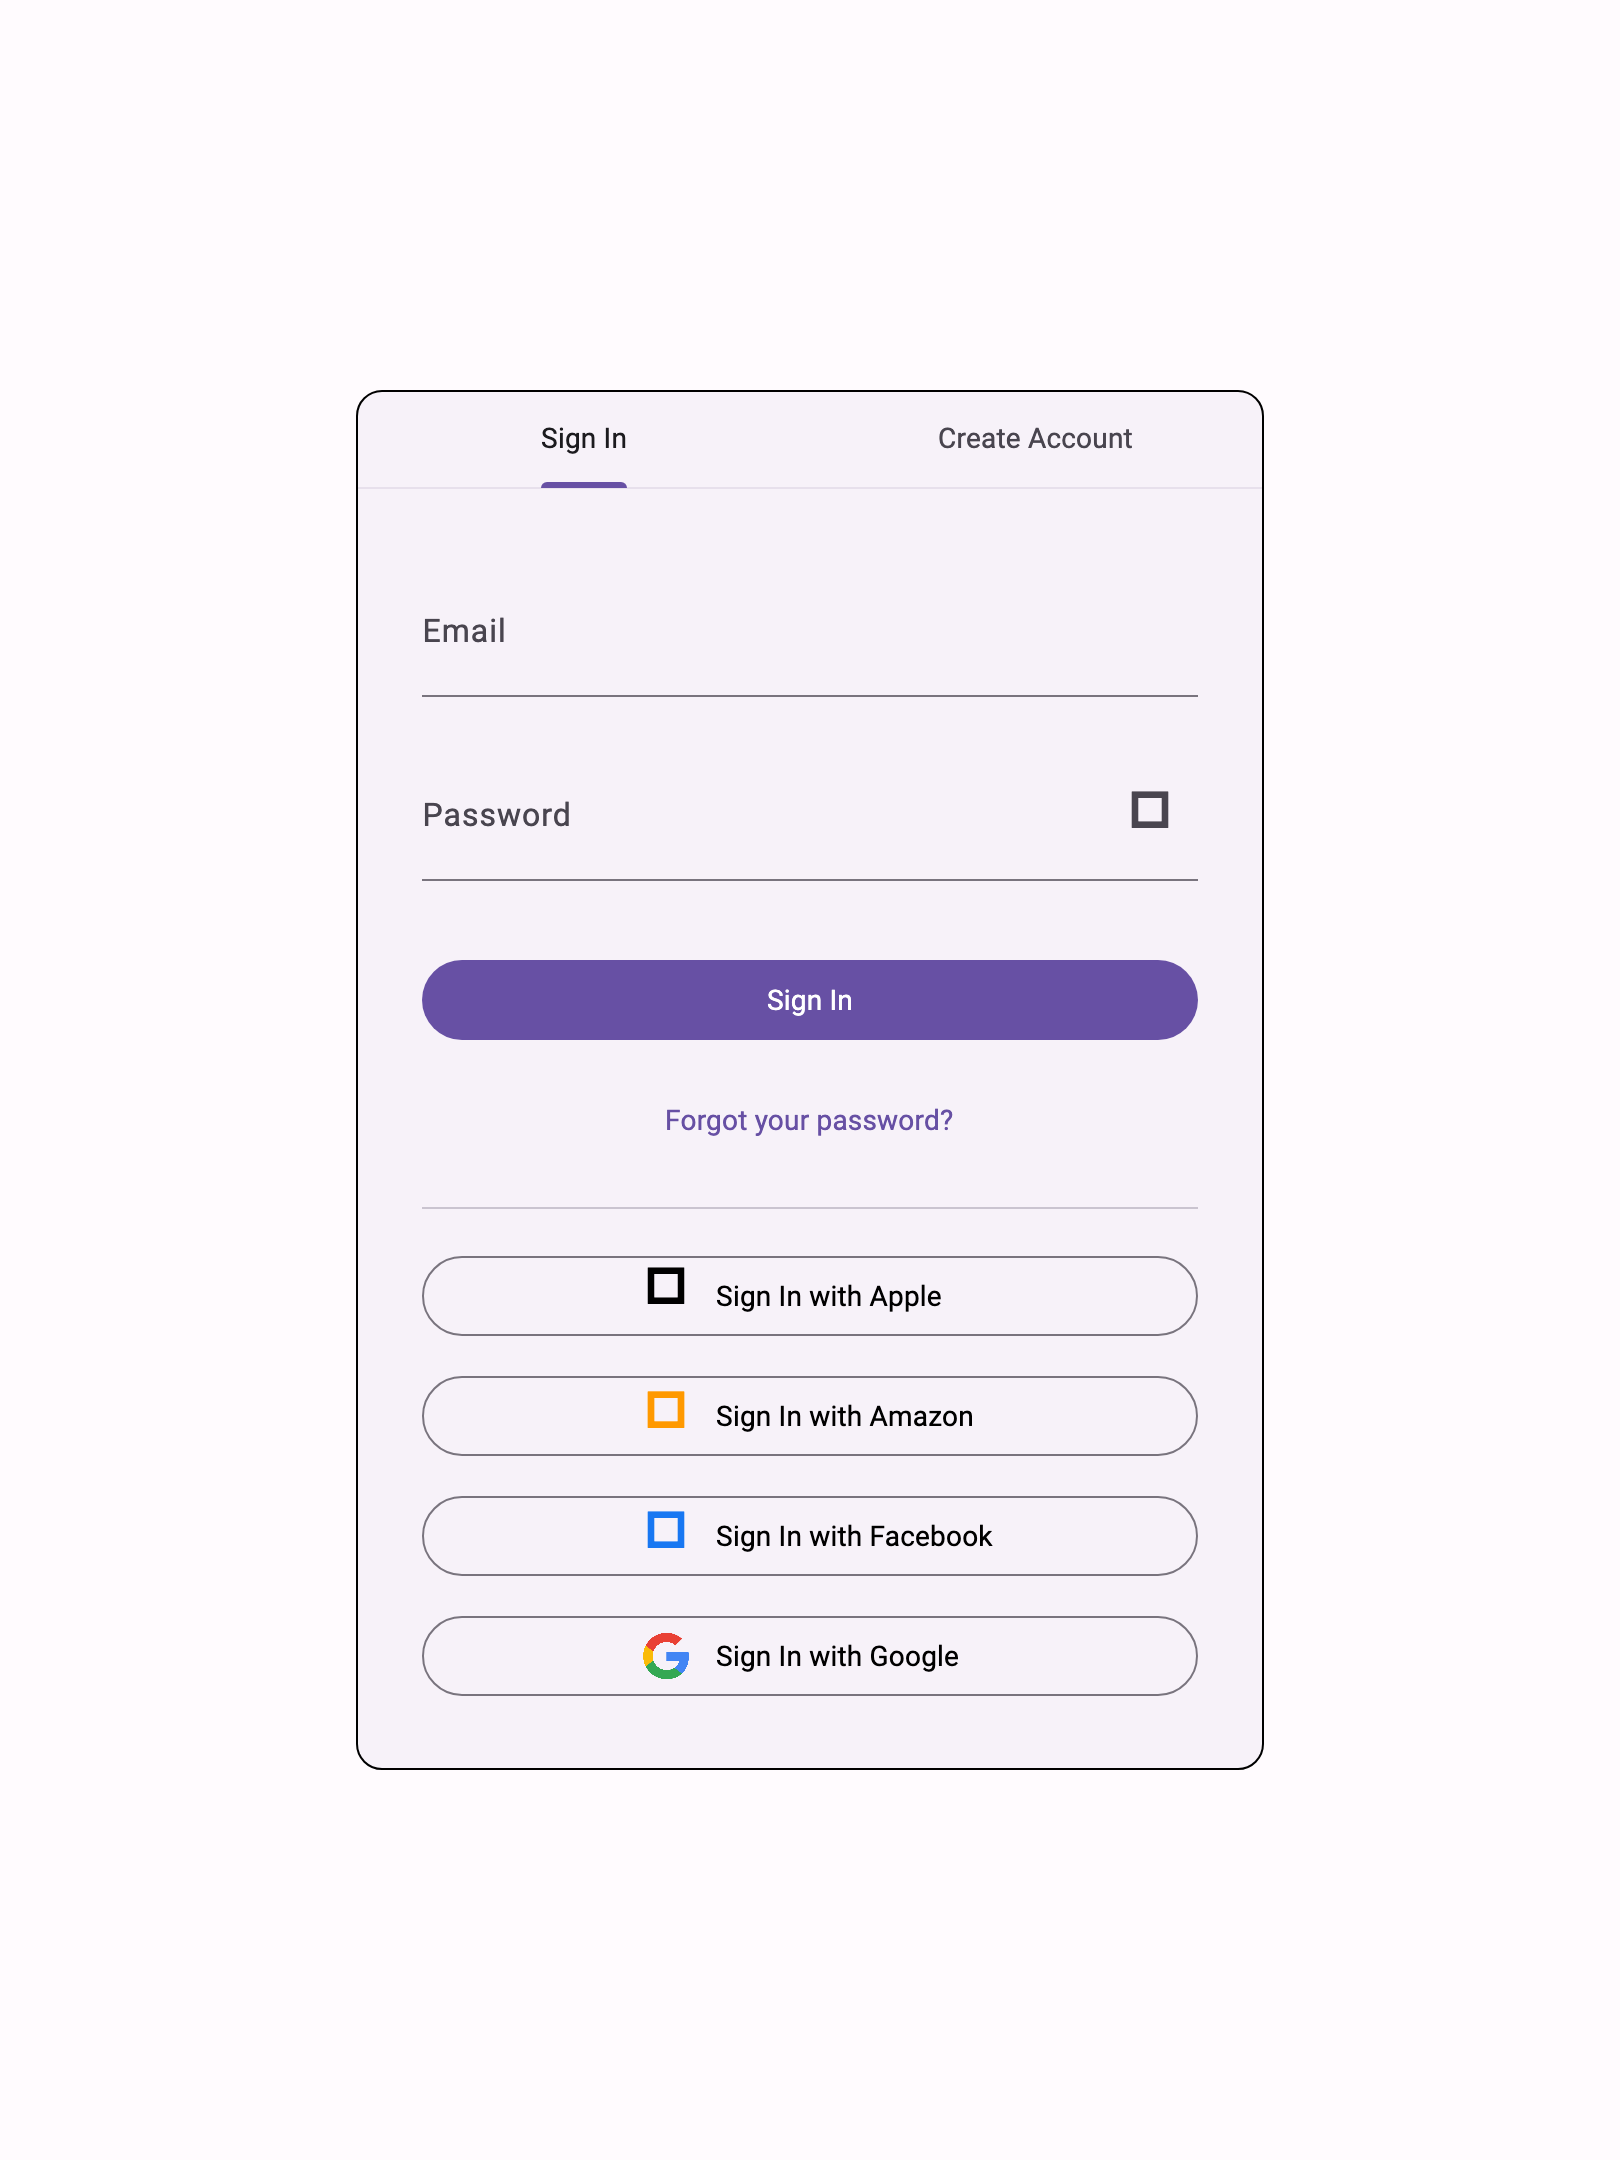 Sign In
Create Account
Email
Password
Sign In
Forgot your password?
Sign In with Apple
Sign In with Amazon
Sign In with Facebook
Sign In with Google